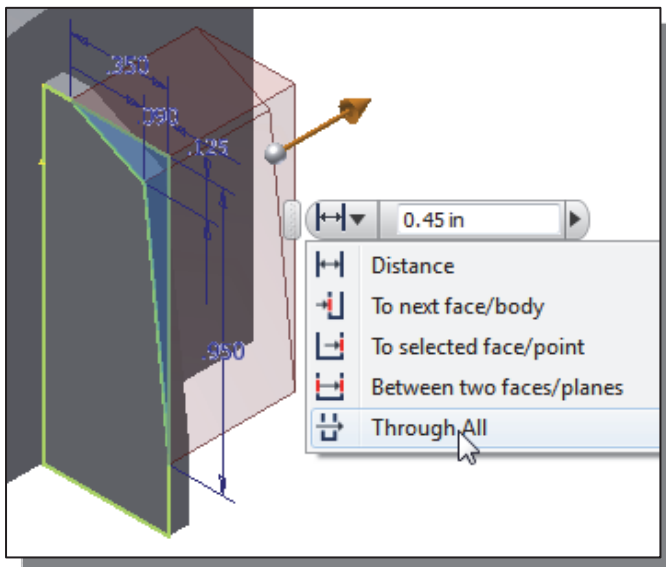 .350
.090
.125
0.45 in
Distance
To next face/body
To selected face/point
.950
Between two faces/planes
Through All